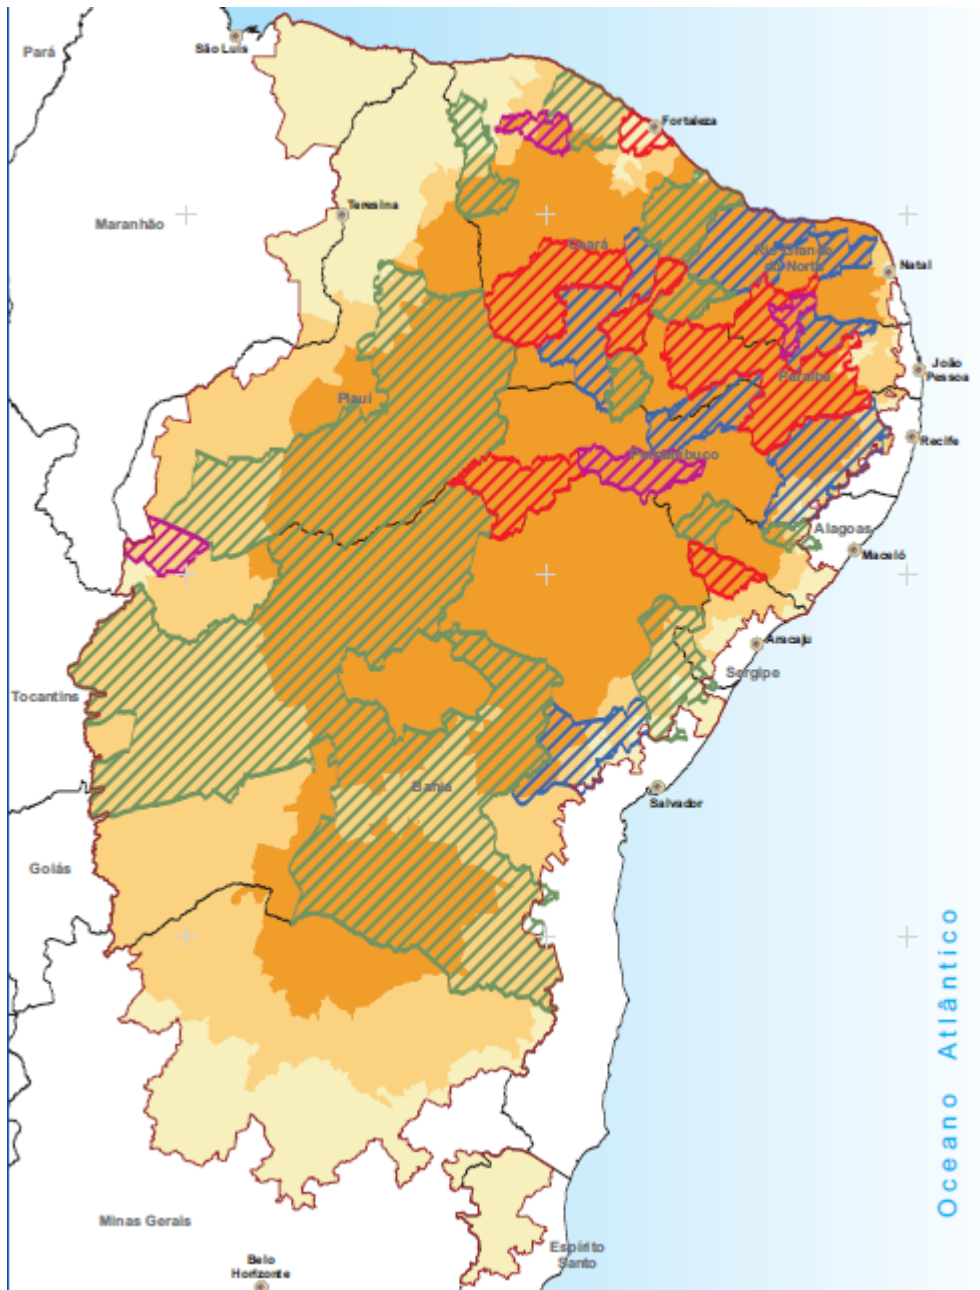 Pará
São Luís
Fortaleza
Teresina
Maranhão
Ceará
Rio Grande
do Norte
Natal
João
Pessoa
Paraíba
Piauí
Recife
Pernambuco
Alagoas
Maceió
Aracaju
Sergipe
Tocantins
Bahia
Salvador
Goiás
Oceano Atlântico
Minas Gerais
Espírito
Santo
Belo
Horizonte